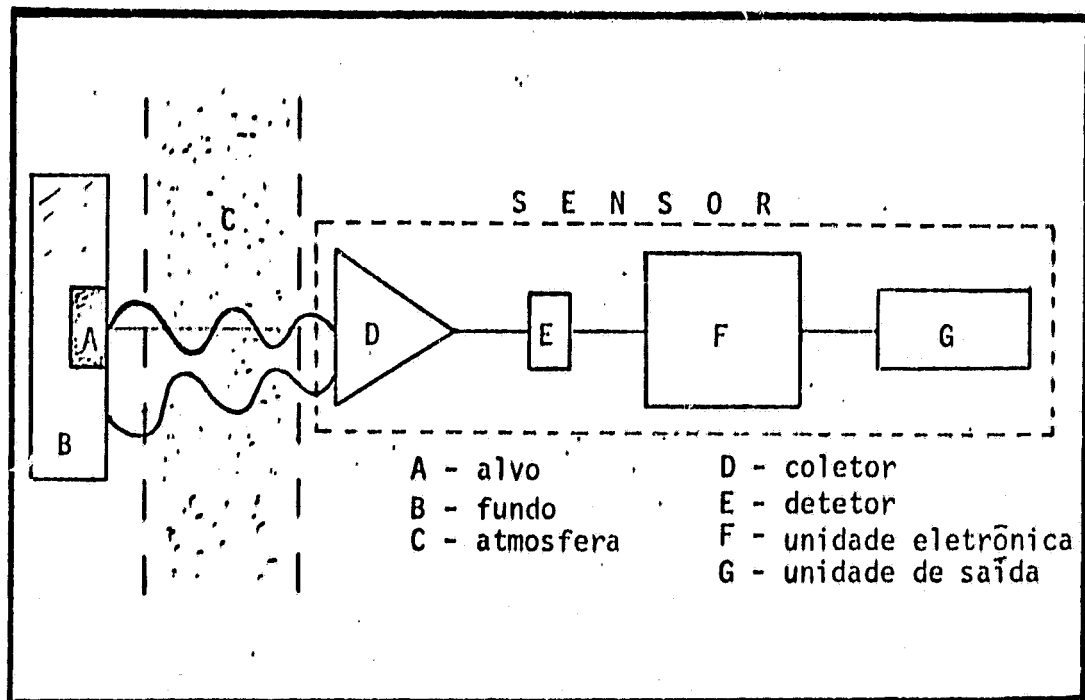 S E N S O R
C
A
D
E
F
G
B
A - alvo
B - fundo
C - atmosfera
D - coletor
E - detetor
F - unidade eletrônica
G - unidade de saída